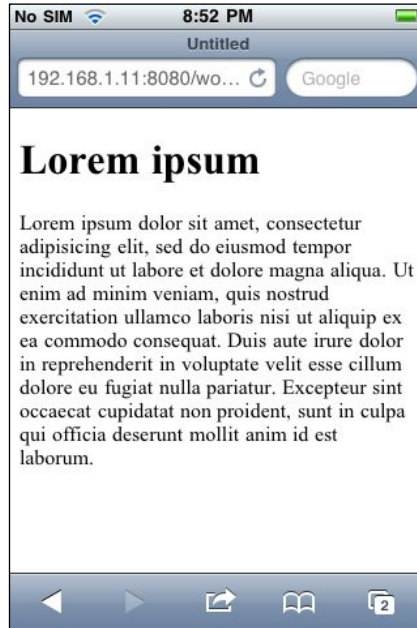 No SIM 8:52 PM
Untitled
192.168.1.11:8080/wo... Google
Lorem ipsum
Lorem ipsum dolor sit amet, consectetur
adipisicing elit, sed do eiusmod tempor
incididunt ut labore et dolore magna aliqua. Ut
enim ad minim veniam, quis nostrud
exercitation ullamco laboris nisi ut aliquip ex
ea commodo consequat. Duis aute irure dolor
in reprehenderit in voluptate velit esse cillum
dolore eu fugiat nulla pariatur. Excepteur sint
occaecat cupidatat non proident, sunt in culpa
qui officia deserunt mollit anim id est
laborum.
2